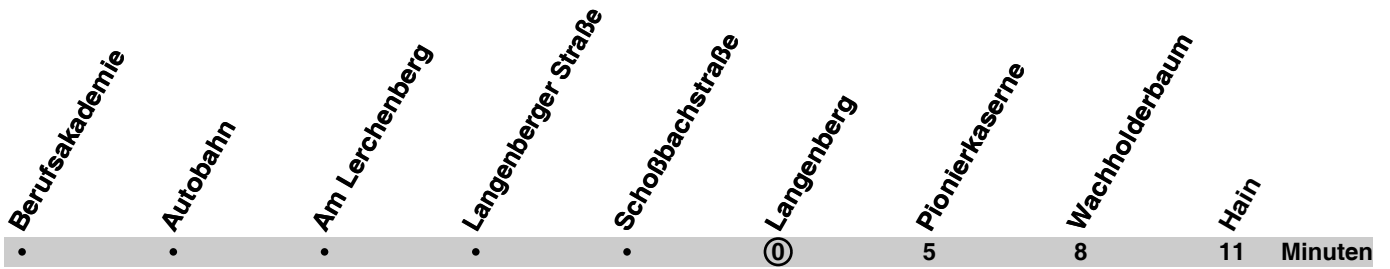 Berufsakademie
Autobahn
Am Lerchenberg
Langenberger Straße
Schoßbachstraße
Langenberg
Pionierkaserne
Wachholderbaum
Hain
• • • • • 0 5 8 11 Minuten